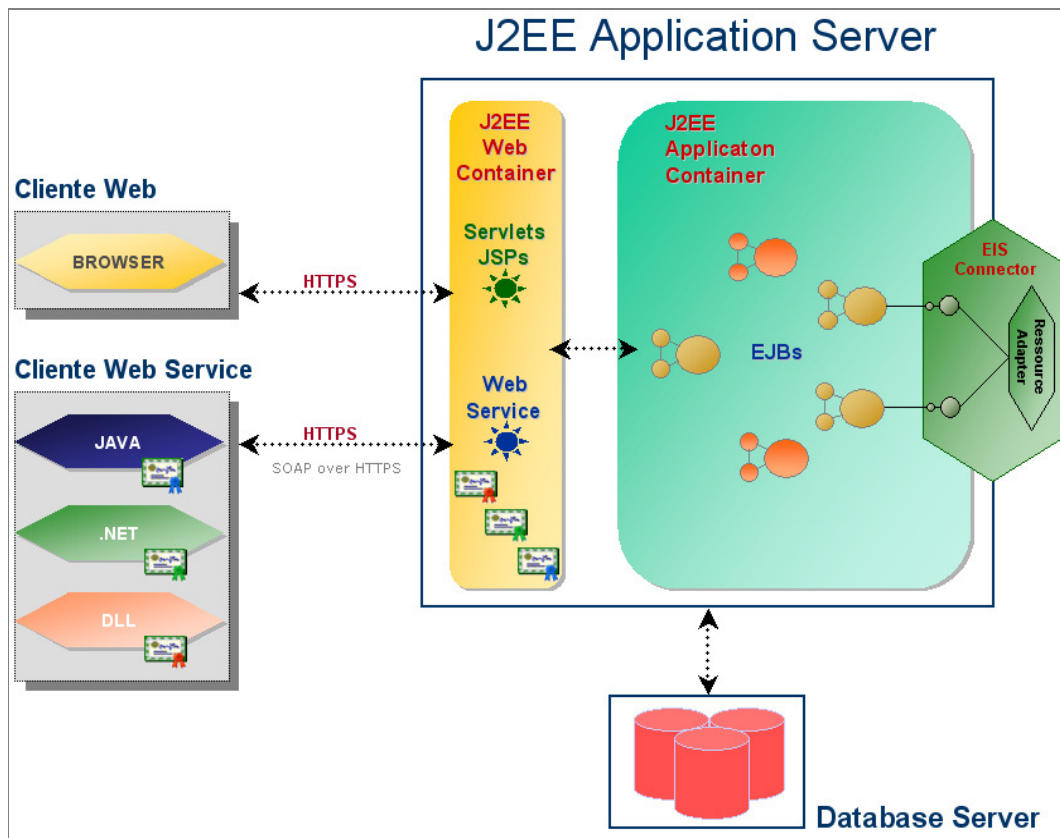 J2EE Application Server
J2EE
Web
Container
J2EE
Applicaton
Container
Cliente Web
BROWSER
HTTPS
Servlets
JSPs
EIS
Connector
Ressource
Adapter
EJBs
Cliente Web Service
JAVA
HTTPS
SOAP over HTTPS
Web
Service
.NET
DLL
Database Server